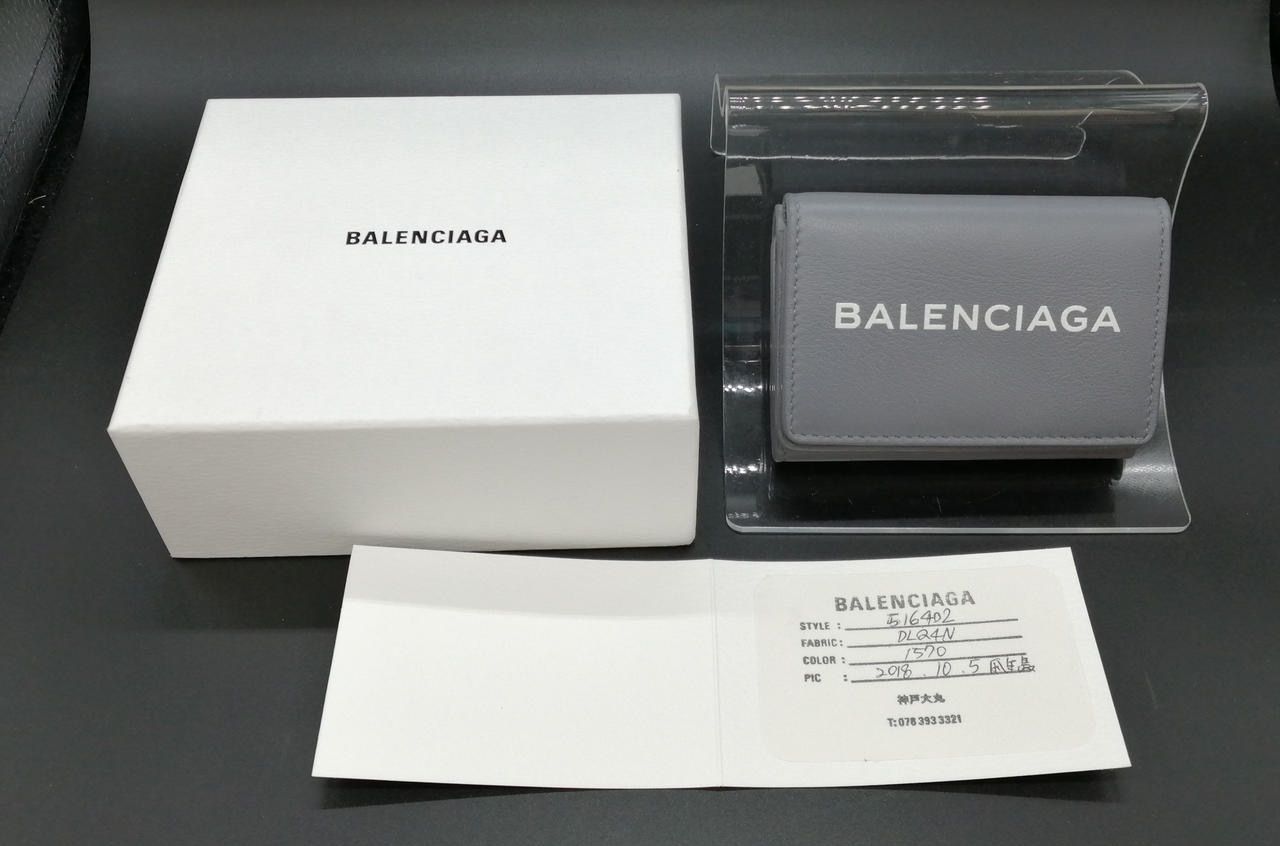 BALENCIAGA
BALENCIAGA
BALENCIAGA
STYLE : 516402
FABRIC: DLQ4N
COLOR : 1570
PIC : 2018.10.5
神戸大丸
T:078 393 3321